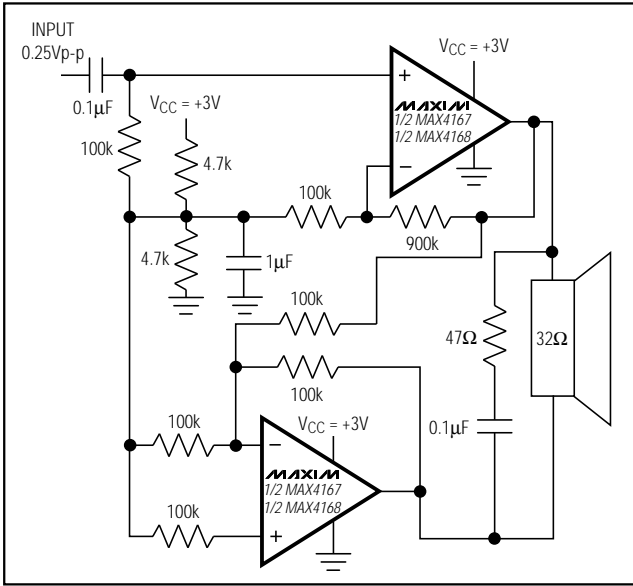 INPUT
0.25Vp-p
0.1μF
VCC = +3V
100k
4.7k
4.7k
1μF
100k
900k
VCC = +3V
+
−
MAXIM
1/2 MAX4167
1/2 MAX4168
100k
100k
100k
100k
VCC = +3V
−
+
MAXIM
1/2 MAX4167
1/2 MAX4168
47Ω
0.1μF
32Ω